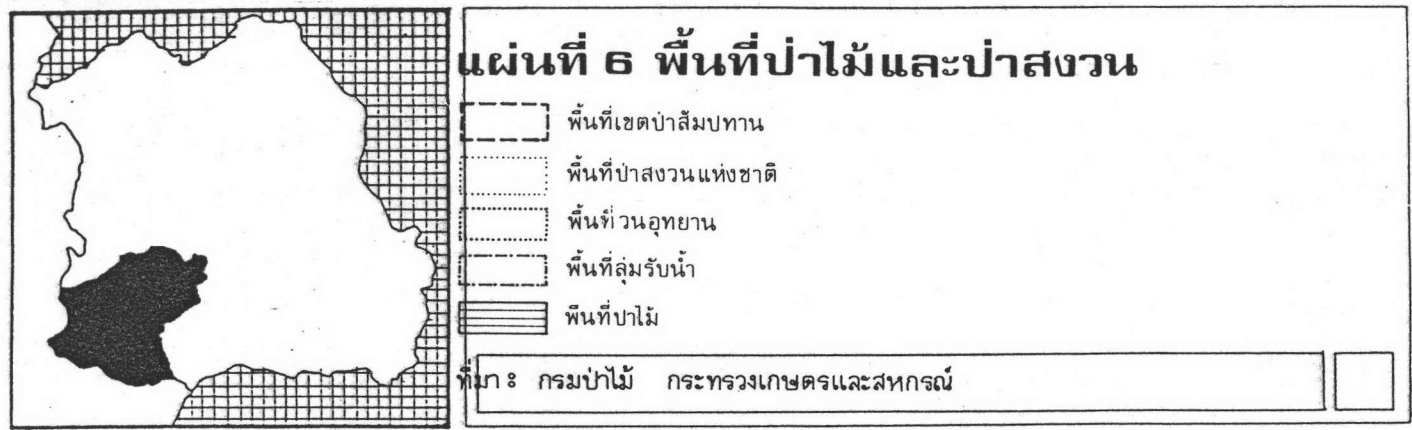 แผ่นที่ 6 พื้นที่ป่าไม้และป่าสงวน
พื้นที่เขตป่าสัมปทาน
พื้นที่ป่าสงวนแห่งชาติ
พื้นที่วนอุทยาน
พื้นที่ลุ่มรับน้ำ
พื้นที่ป่าไม้
ที่มา : กรมป่าไม้ กระทรวงเกษตรและสหกรณ์